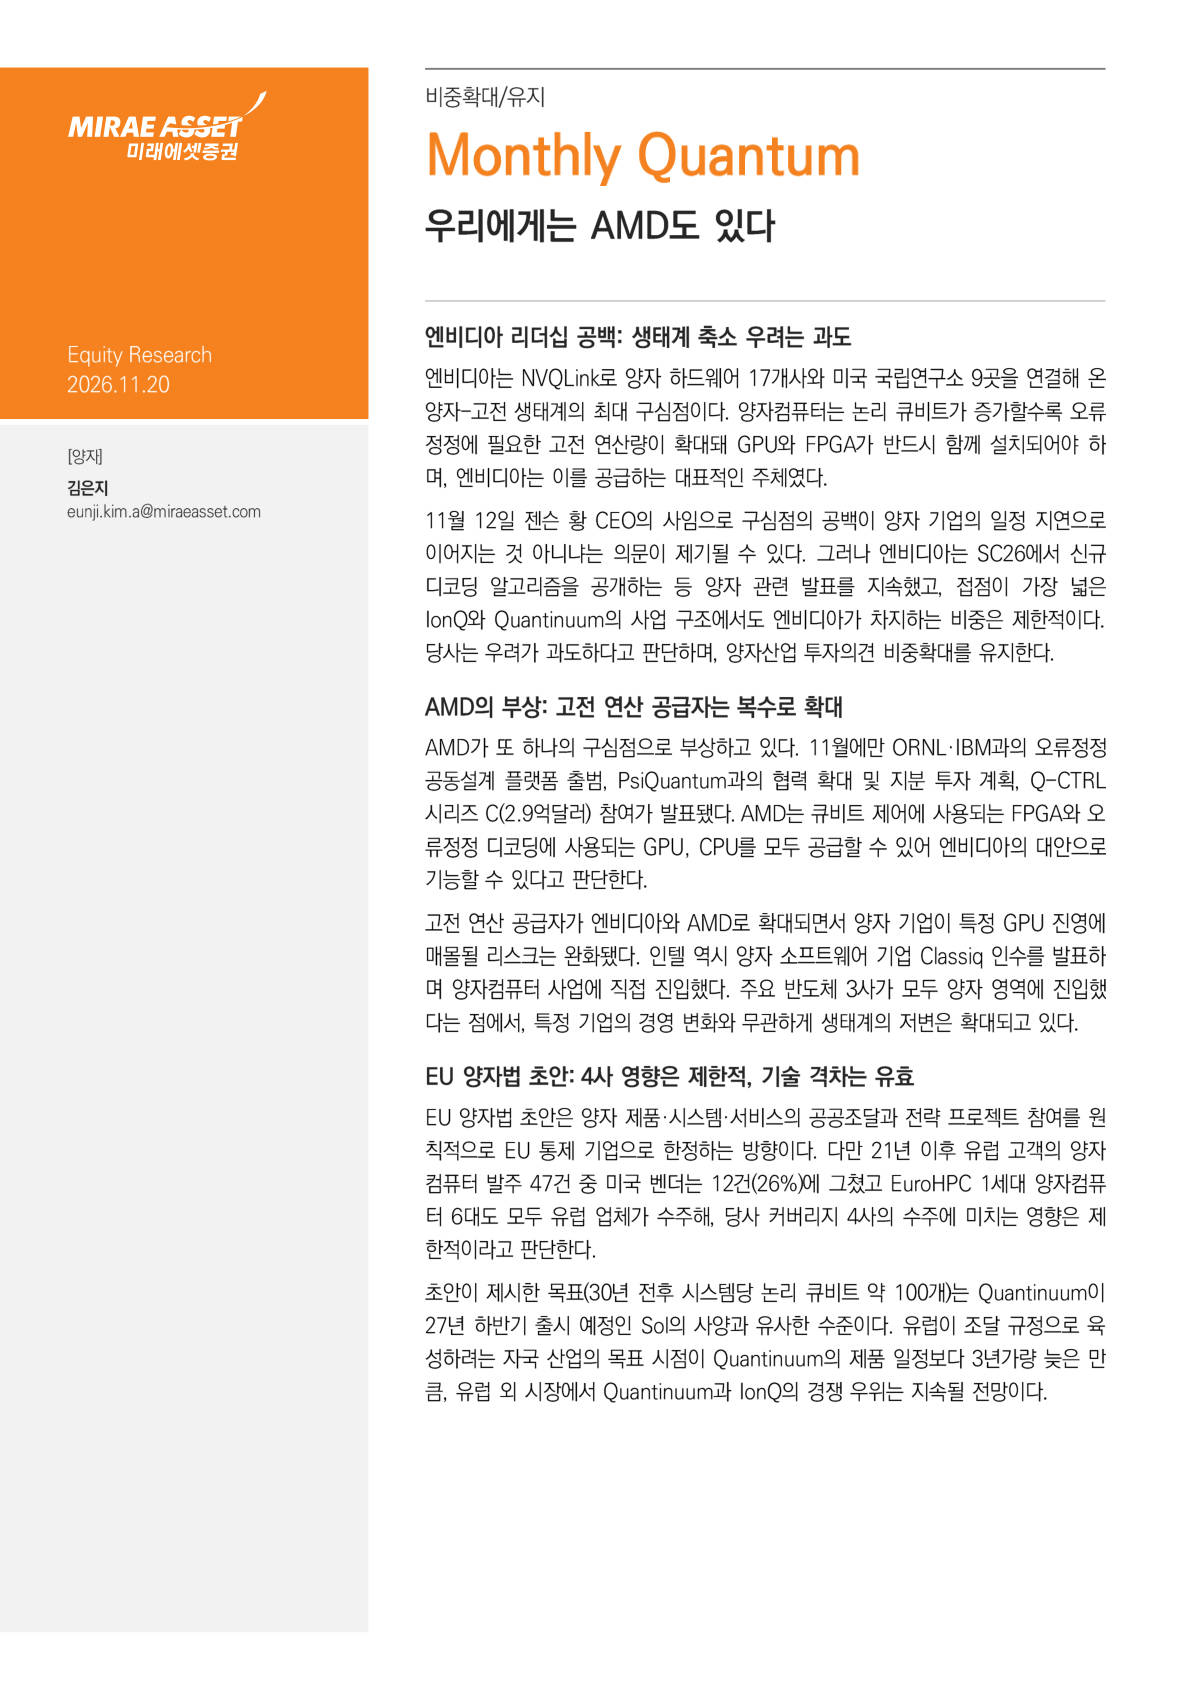 MIRAE ASSET
미래에셋증권
Equity Research
2026.11.20
[양자]
김은지
eunji.kim.a@miraeasset.com
비중확대/유지
Monthly Quantum
우리에게는 AMD도 있다
엔비디아 리더십 공백: 생태계 축소 우려는 과도
엔비디아는 NVQLink로 양자 하드웨어 17개사와 미국 국립연구소 9곳을 연결해 온
양자-고전 생태계의 최대 구심점이다. 양자컴퓨터는 논리 큐비트가 증가할수록 오류
정정에 필요한 고전 연산량이 확대돼 GPU와 FPGA가 반드시 함께 설치되어야 하
며, 엔비디아는 이를 공급하는 대표적인 주체였다.
11월 12일 젠슨 황 CEO의 사임으로 구심점의 공백이 양자 기업의 일정 지연으로
이어지는 것 아니냐는 의문이 제기될 수 있다. 그러나 엔비디아는 SC26에서 신규
디코딩 알고리즘을 공개하는 등 양자 관련 발표를 지속했고, 접점이 가장 넓은
IonQ와 Quantinuum의 사업 구조에서도 엔비디아가 차지하는 비중은 제한적이다.
당사는 우려가 과도하다고 판단하며, 양자산업 투자의견 비중확대를 유지한다.
AMD의 부상: 고전 연산 공급자는 복수로 확대
AMD가 또 하나의 구심점으로 부상하고 있다. 11월에만 ORNL·IBM과의 오류정정
공동설계 플랫폼 출범, PsiQuantum과의 협력 확대 및 지분 투자 계획, Q-CTRL
시리즈 C(2.9억달러) 참여가 발표됐다. AMD는 큐비트 제어에 사용되는 FPGA와 오
류정정 디코딩에 사용되는 GPU, CPU를 모두 공급할 수 있어 엔비디아의 대안으로
기능할 수 있다고 판단한다.
고전 연산 공급자가 엔비디아와 AMD로 확대되면서 양자 기업이 특정 GPU 진영에
매몰될 리스크는 완화됐다. 인텔 역시 양자 소프트웨어 기업 Classiq 인수를 발표하
며 양자컴퓨터 사업에 직접 진입했다. 주요 반도체 3사가 모두 양자 영역에 진입했
다는 점에서, 특정 기업의 경영 변화와 무관하게 생태계의 저변은 확대되고 있다.
EU 양자법 초안: 4사 영향은 제한적, 기술 격차는 유효
EU 양자법 초안은 양자 제품·시스템·서비스의 공공조달과 전략 프로젝트 참여를 원
칙적으로 EU 통제 기업으로 한정하는 방향이다. 다만 21년 이후 유럽 고객의 양자
컴퓨터 발주 47건 중 미국 벤더는 12건(26%)에 그쳤고 EuroHPC 1세대 양자컴퓨
터 6대도 모두 유럽 업체가 수주해, 당사 커버리지 4사의 수주에 미치는 영향은 제
한적이라고 판단한다.
초안이 제시한 목표(30년 전후 시스템당 논리 큐비트 약 100개)는 Quantinuum이
27년 하반기 출시 예정인 Sol의 사양과 유사한 수준이다. 유럽이 조달 규정으로 육
성하려는 자국 산업의 목표 시점이 Quantinuum의 제품 일정보다 3년가량 늦은 만
큼, 유럽 외 시장에서 Quantinuum과 IonQ의 경쟁 우위는 지속될 전망이다.